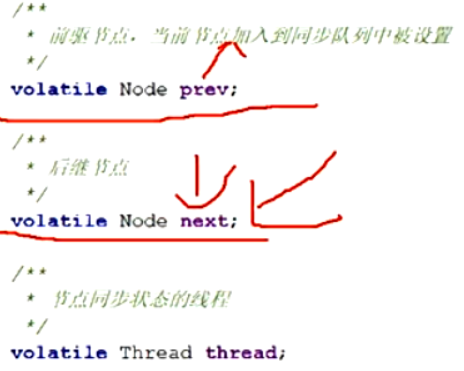 /**
* 前驱节点,当前节点加入到同步队列中被设置
*/
volatile Node prev;
/**
* 后继节点
*/
volatile Node next;
/**
* 节点同步状态的线程
*/
volatile Thread thread;